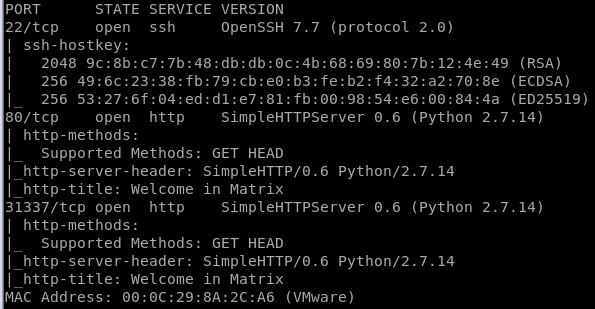 PORT      STATE SERVICE VERSION
22/tcp    open  ssh     OpenSSH 7.7 (protocol 2.0)
| ssh-hostkey:
|   2048 9c:8b:c7:7b:48:db:db:0c:4b:68:69:80:7b:12:4e:49 (RSA)
|   256 49:6c:23:38:fb:79:cb:e0:b3:fe:b2:f4:32:a2:70:8e (ECDSA)
|_  256 53:27:6f:04:ed:d1:e7:81:fb:00:98:54:e6:00:84:4a (ED25519)
80/tcp    open  http    SimpleHTTPServer 0.6 (Python 2.7.14)
| http-methods:
|_  Supported Methods: GET HEAD
|_http-server-header: SimpleHTTP/0.6 Python/2.7.14
|_http-title: Welcome in Matrix
31337/tcp open  http    SimpleHTTPServer 0.6 (Python 2.7.14)
| http-methods:
|_  Supported Methods: GET HEAD
|_http-server-header: SimpleHTTP/0.6 Python/2.7.14
|_http-title: Welcome in Matrix
MAC Address: 00:0C:29:8A:2C:A6 (VMware)